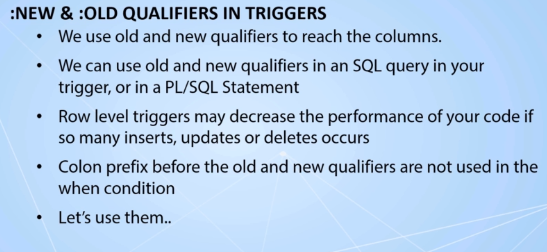 :NEW & :OLD QUALIFIERS IN TRIGGERS
• We use old and new qualifiers to reach the columns.
• We can use old and new qualifiers in an SQL query in your
trigger, or in a PL/SQL Statement
• Row level triggers may decrease the performance of your code if
so many inserts, updates or deletes occurs
• Colon prefix before the old and new qualifiers are not used in the
when condition
• Let's use them..